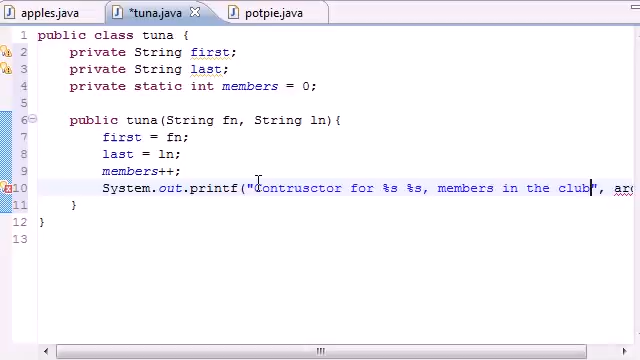 apples.java *tuna.java potpie.java
1 public class tuna {
2 private String first;
3 private String last;
4 private static int members = 0;
5
6 public tuna(String fn, String ln){
7 first = fn;
8 last = ln;
9 members++;
10 System.out.printf("Contrusctor for %s %s, members in the club", arg
11 }
12 }
13